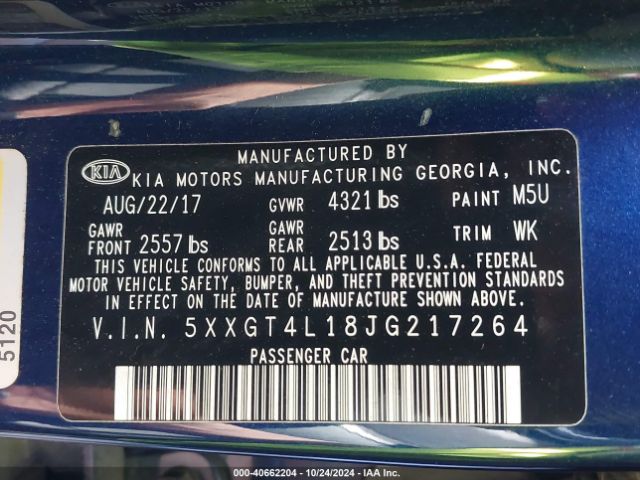 MANUFACTURED BY
KIA KIA MOTORS MANUFACTURING GEORGIA, INC.
AUG/22/17 GVWR 4321 lbs PAINT M5U
GAWR FRONT 2557 lbs GAWR REAR 2513 lbs TRIM WK
THIS VEHICLE CONFORMS TO ALL APPLICABLE U.S.A. FEDERAL
MOTOR VEHICLE SAFETY, BUMPER, AND THEFT PREVENTION STANDARDS
IN EFFECT ON THE DATE OF MANUFACTURE SHOWN ABOVE.
V.I.N. 5XXGT4L18JG217264
PASSENGER CAR
5120
000-40662204 - 10/24/2024 - IAA Inc.